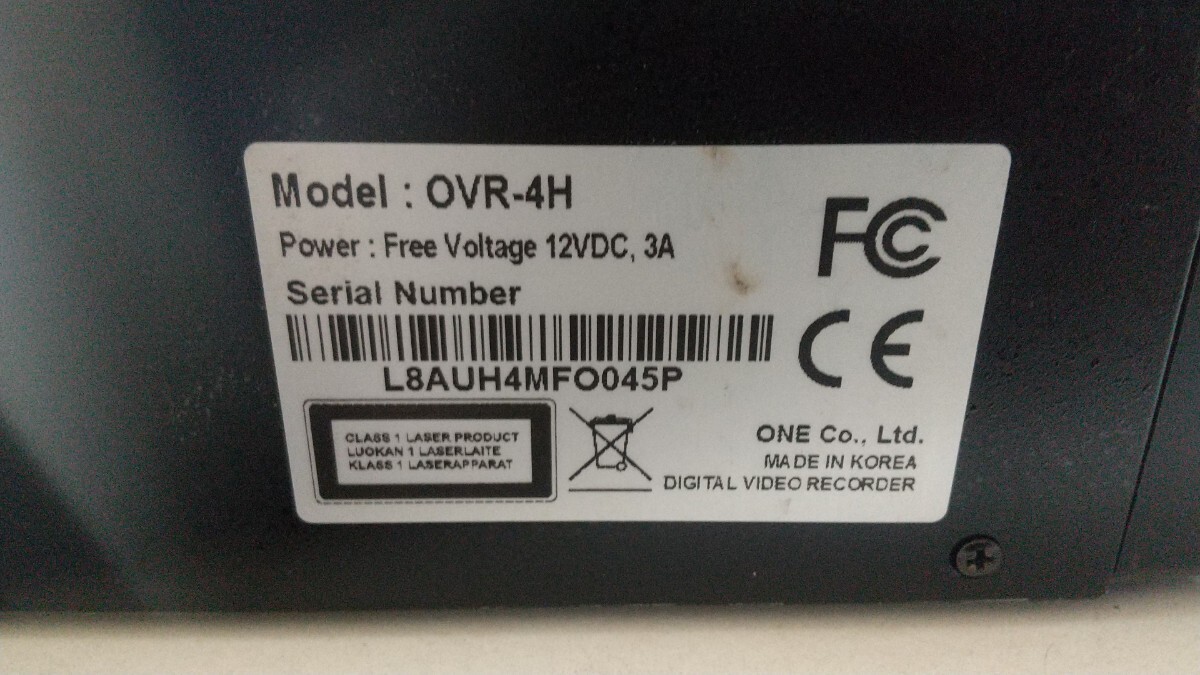 Model : OVR-4H
Power : Free Voltage 12VDC, 3A
FCC
Serial Number
CE
L8AUH4MFO045P
CLASS 1 LASER PRODUCT
LUOKAN 1 LASERLAITE
KLASS 1 LASERAPPARAT
ONE Co., Ltd.
MADE IN KOREA
DIGITAL VIDEO RECORDER